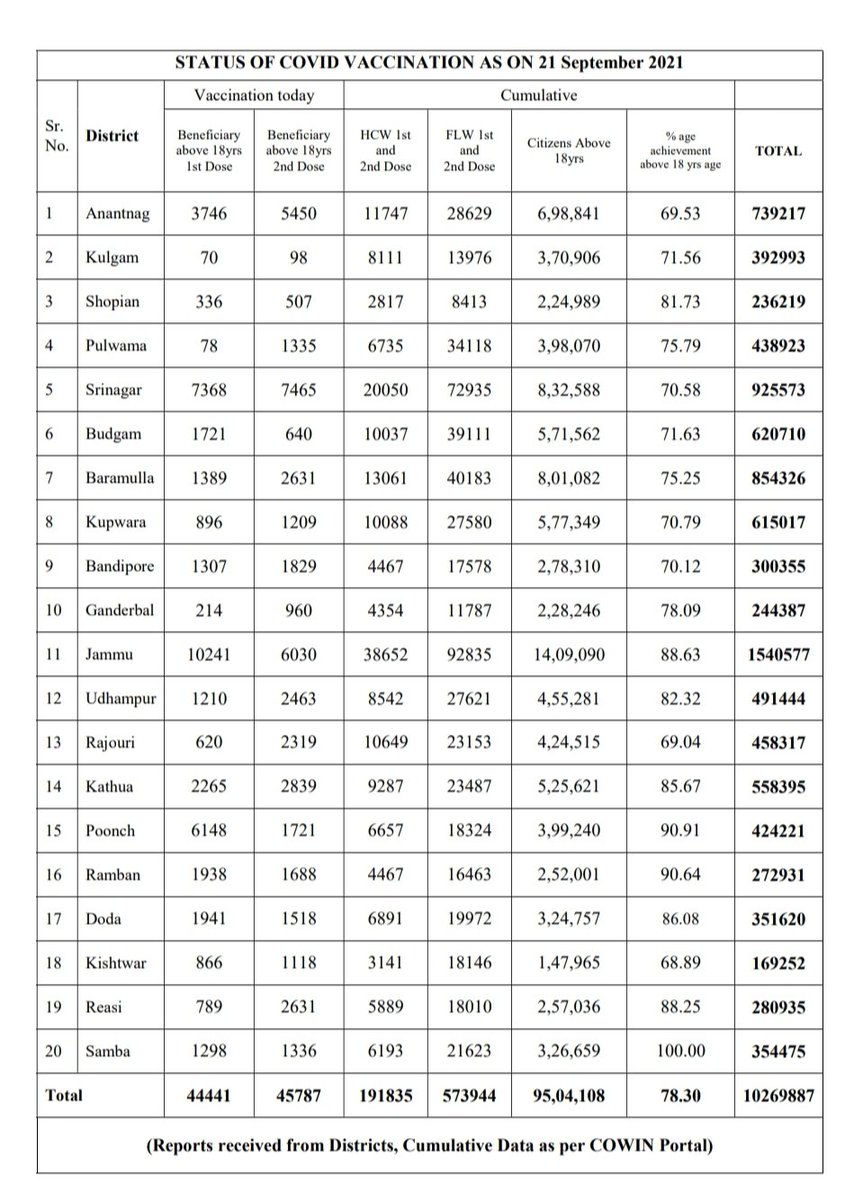 STATUS OF COVID VACCINATION AS ON 21 September 2021
Vaccination today Cumulative
Sr. No. District Beneficiary above 18yrs 1st Dose Beneficiary above 18yrs 2nd Dose HCW 1st and 2nd Dose FLW 1st and 2nd Dose Citizens Above 18yrs % age achievement above 18 yrs age TOTAL
1 Anantnag 3746 5450 11747 28629 6,98,841 69.53 739217
2 Kulgam 70 98 8111 13976 3,70,906 71.56 392993
3 Shopian 336 507 2817 8413 2,24,989 81.73 236219
4 Pulwama 78 1335 6735 34118 3,98,070 75.79 438923
5 Srinagar 7368 7465 20050 72935 8,32,588 70.58 925573
6 Budgam 1721 640 10037 39111 5,71,562 71.63 620710
7 Baramulla 1389 2631 13061 40183 8,01,082 75.25 854326
8 Kupwara 896 1209 10088 27580 5,77,349 70.79 615017
9 Bandipore 1307 1829 4467 17578 2,78,310 70.12 300355
10 Ganderbal 214 960 4354 11787 2,28,246 78.09 244387
11 Jammu 10241 6030 38652 92835 14,09,090 88.63 1540577
12 Udhampur 1210 2463 8542 27621 4,55,281 82.32 491444
13 Rajouri 620 2319 10649 23153 4,24,515 69.04 458317
14 Kathua 2265 2839 9287 23487 5,25,621 85.67 558395
15 Poonch 6148 1721 6657 18324 3,99,240 90.91 424221
16 Ramban 1938 1688 4467 16463 2,52,001 90.64 272931
17 Doda 1941 1518 6891 19972 3,24,757 86.08 351620
18 Kishtwar 866 1118 3141 18146 1,47,965 68.89 169252
19 Reasi 789 2631 5889 18010 2,57,036 88.25 280935
20 Samba 1298 1336 6193 21623 3,26,659 100.00 354475
Total 44441 45787 191835 573944 95,04,108 78.30 10269887
(Reports received from Districts, Cumulative Data as per COWIN Portal)